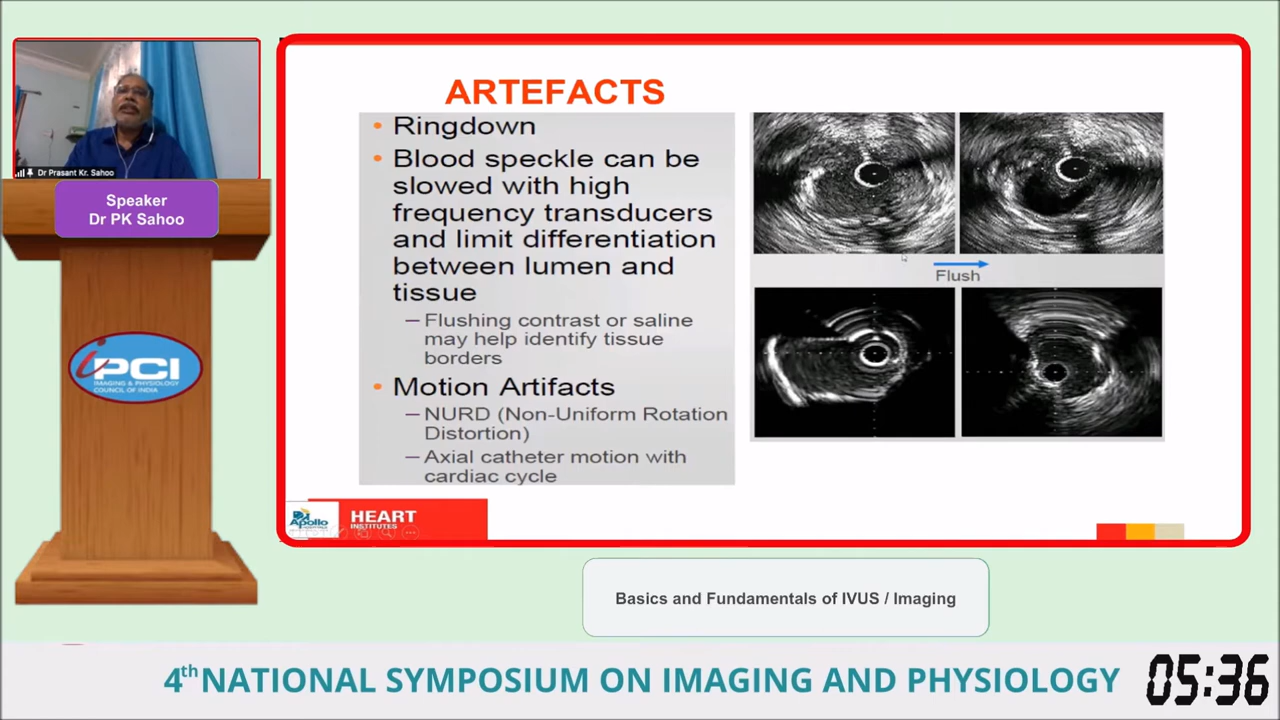 Dr Prasant Kr. Sahoo
Speaker
Dr PK Sahoo
iPCI
IMAGING & PHYSIOLOGY
COUNCIL OF INDIA
ARTEFACTS
• Ringdown
• Blood speckle can be
slowed with high
frequency transducers
and limit differentiation
between lumen and
tissue
– Flushing contrast or saline
may help identify tissue
borders
• Motion Artifacts
– NURD (Non-Uniform Rotation
Distortion)
– Axial catheter motion with
cardiac cycle
Flush
Apollo
HOSPITALS
HEART
INSTITUTES
Basics and Fundamentals of IVUS / Imaging
4th NATIONAL SYMPOSIUM ON IMAGING AND PHYSIOLOGY
05:36